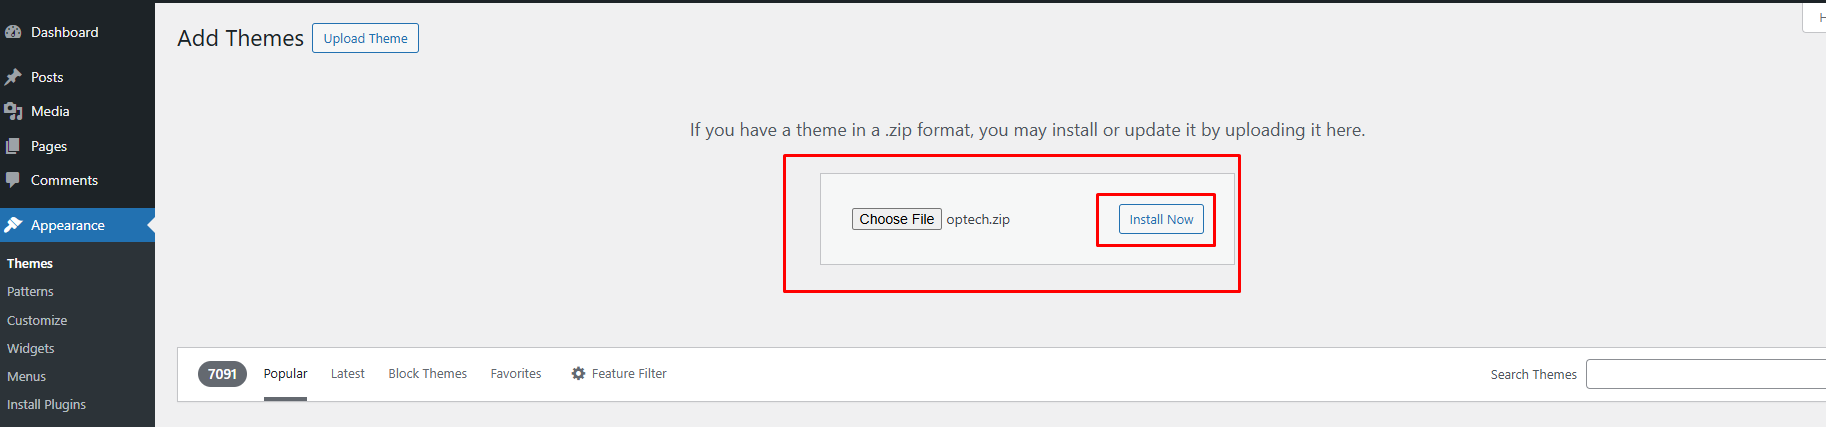 Dashboard
Posts
Media
Pages
Comments
Appearance
Themes
Patterns
Customize
Widgets
Menus
Install Plugins
Add Themes Upload Theme
H
If you have a theme in a .zip format, you may install or update it by uploading it here.
Choose File optech.zip Install Now
7091 Popular Latest Block Themes Favorites Feature Filter Search Themes